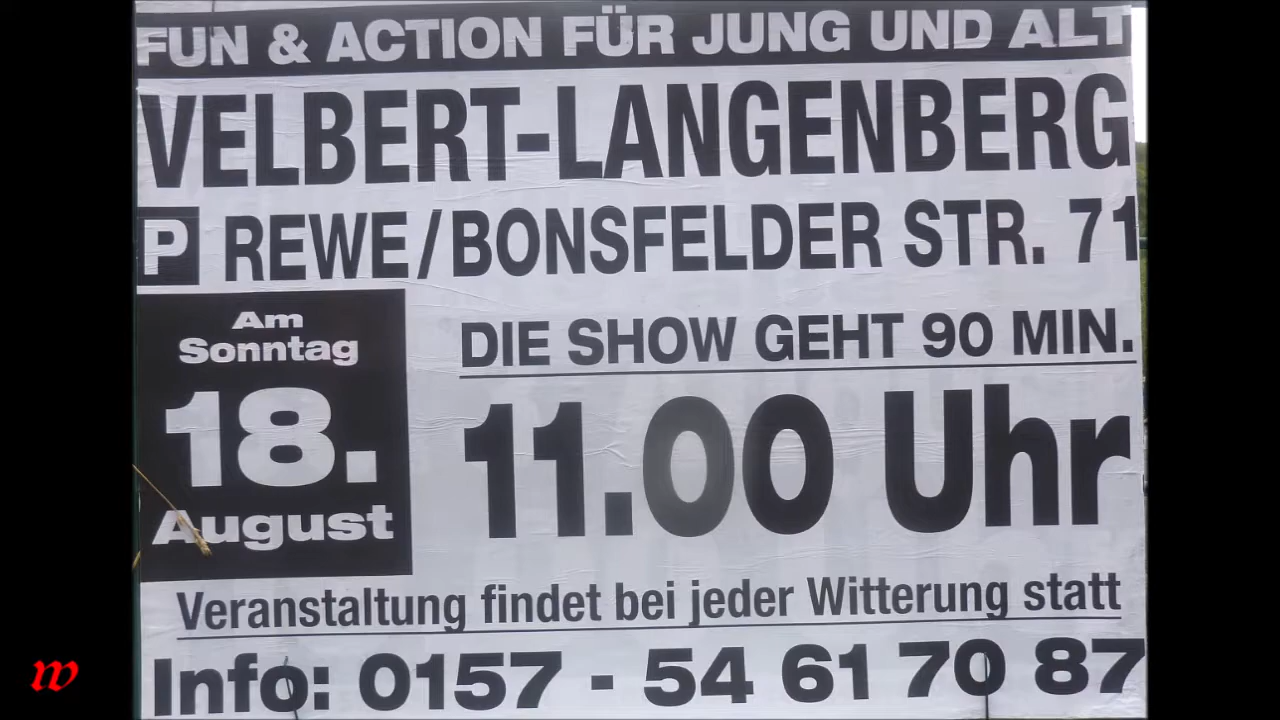 FUN & ACTION FÜR JUNG UND ALT
VELBERT-LANGENBERG
P REWE/BONSFELDER STR. 71
Am
Sonntag
18.
August
DIE SHOW GEHT 90 MIN.
11.00 Uhr
Veranstaltung findet bei jeder Witterung statt
Info: 0157 - 54 61 70 87
w